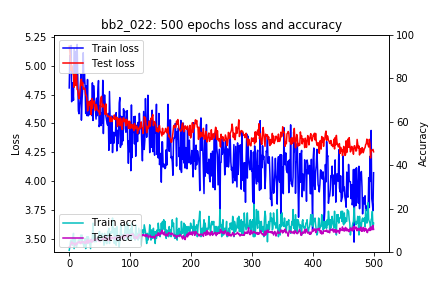 bb2_022: 500 epochs loss and accuracy
5.25
5.00
4.75
4.50
4.25
4.00
3.75
3.50
Loss
Train loss
Test loss
Train acc
Test acc
100
80
60
40
20
0
Accuracy
0 100 200 300 400 500